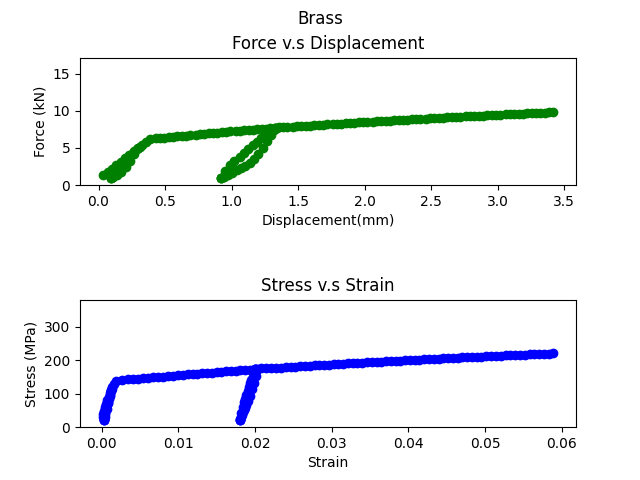 Brass
Force v.s Displacement
15
10
5
0
Force (kN)
0.0 0.5 1.0 1.5 2.0 2.5 3.0 3.5
Displacement(mm)
Stress v.s Strain
300
200
100
0
Stress (MPa)
0.00 0.01 0.02 0.03 0.04 0.05 0.06
Strain